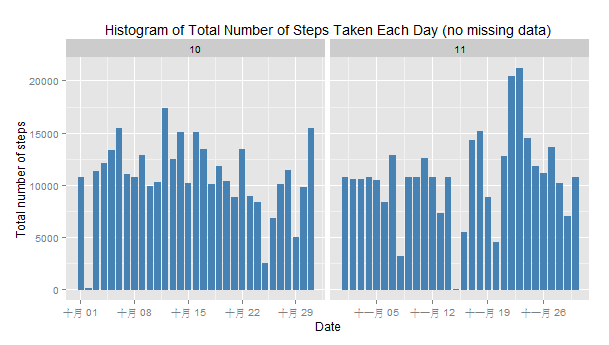 Histogram of Total Number of Steps Taken Each Day (no missing data)
10
11
Total number of steps
20000
15000
10000
5000
0
十月 01
十月 08
十月 15
十月 22
十月 29
十一月 05
十一月 12
十一月 19
十一月 26
Date